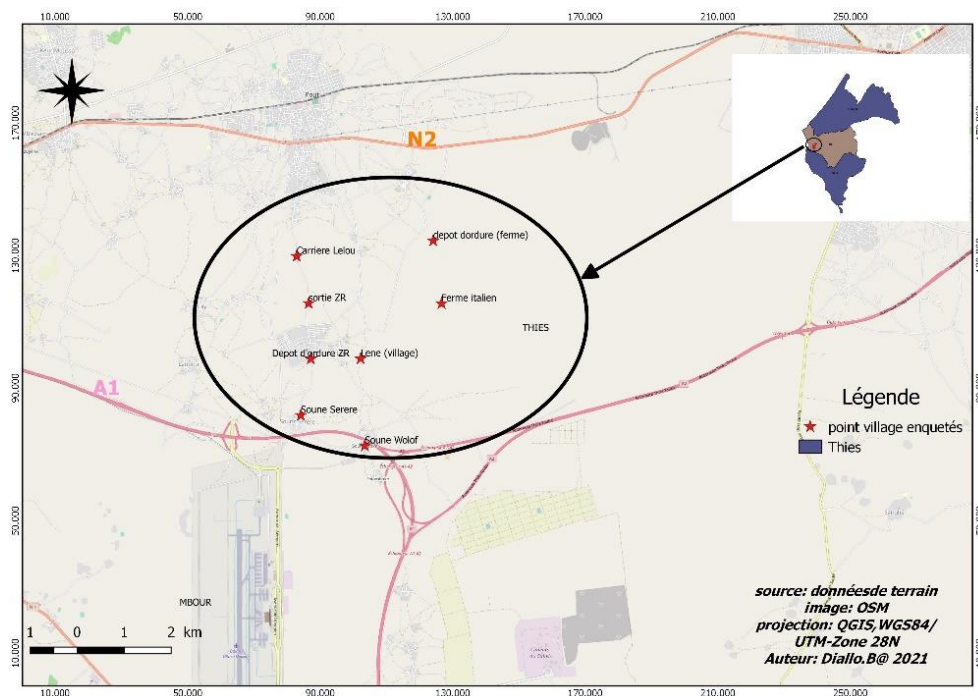 10.000 50.000 90.000 130.000 170.000 210.000 250.000
170.000
130.000
90.000
50.000
10.000
Pout
N2
depot dordure (ferme)
Carriere Lelou
sortie ZR
Ferme italien
THIES
Depot d'ordure ZR
Lene (village)
A1
Soune Serere
Soune Wolof
Légende
point village enquetés
Thies
MBOUR
1 0 1 2 km
source: donnéesde terrain
image: OSM
projection: QGIS,WGS84/
UTM-Zone 28N
Auteur: Diallo.B@ 2021
10.000 50.000 90.000 130.000 170.000 210.000 250.000